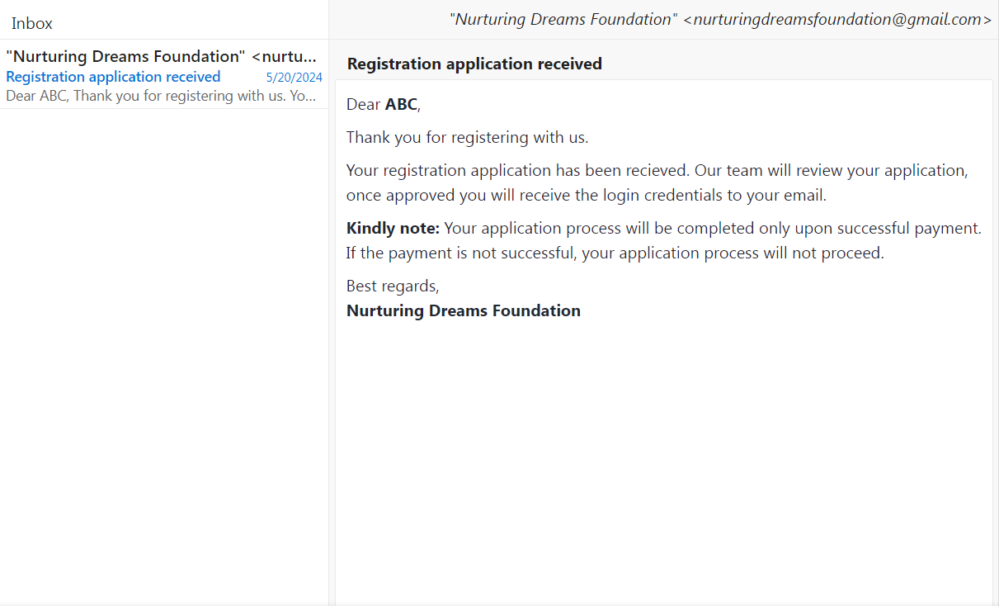 Inbox
"Nurturing Dreams Foundation" <nurtu...
Registration application received 5/20/2024
Dear ABC, Thank you for registering with us. Yo...
"Nurturing Dreams Foundation" <nurturingdreamsfoundation@gmail.com>
Registration application received
Dear ABC,
Thank you for registering with us.
Your registration application has been recieved. Our team will review your application,
once approved you will receive the login credentials to your email.
Kindly note: Your application process will be completed only upon successful payment.
If the payment is not successful, your application process will not proceed.
Best regards,
Nurturing Dreams Foundation